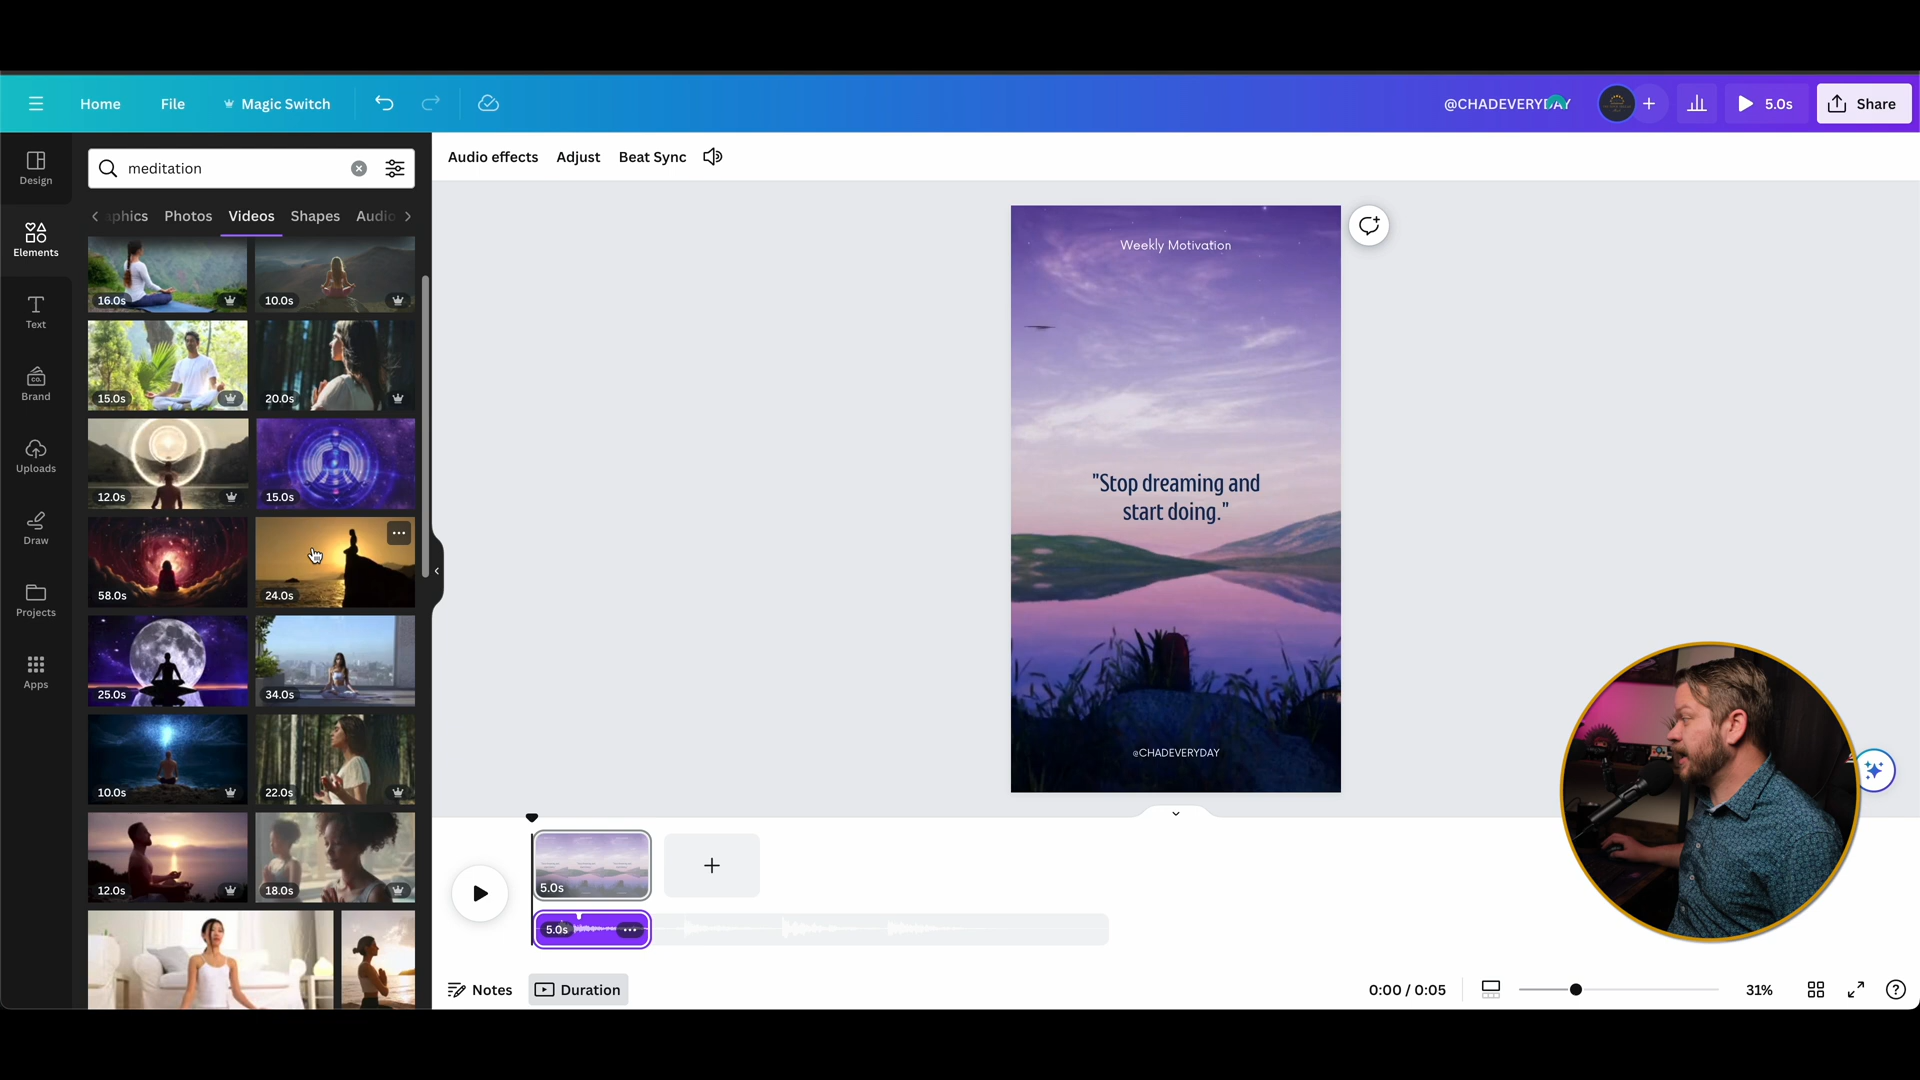 Home
File
Magic Switch
@CHADEVERYDAY
5.0s
Share
Design
Elements
Text
Brand
Uploads
Draw
Projects
Apps
meditation
Photos
Videos
Shapes
Audio
16.0s
10.0s
15.0s
20.0s
12.0s
15.0s
58.0s
24.0s
25.0s
34.0s
10.0s
22.0s
12.0s
18.0s
Audio effects
Adjust
Beat Sync
Weekly Motivation
"Stop dreaming and
start doing."
@CHADEVERYDAY
5.0s
5.0s
Notes
Duration
0:00 / 0:05
31%